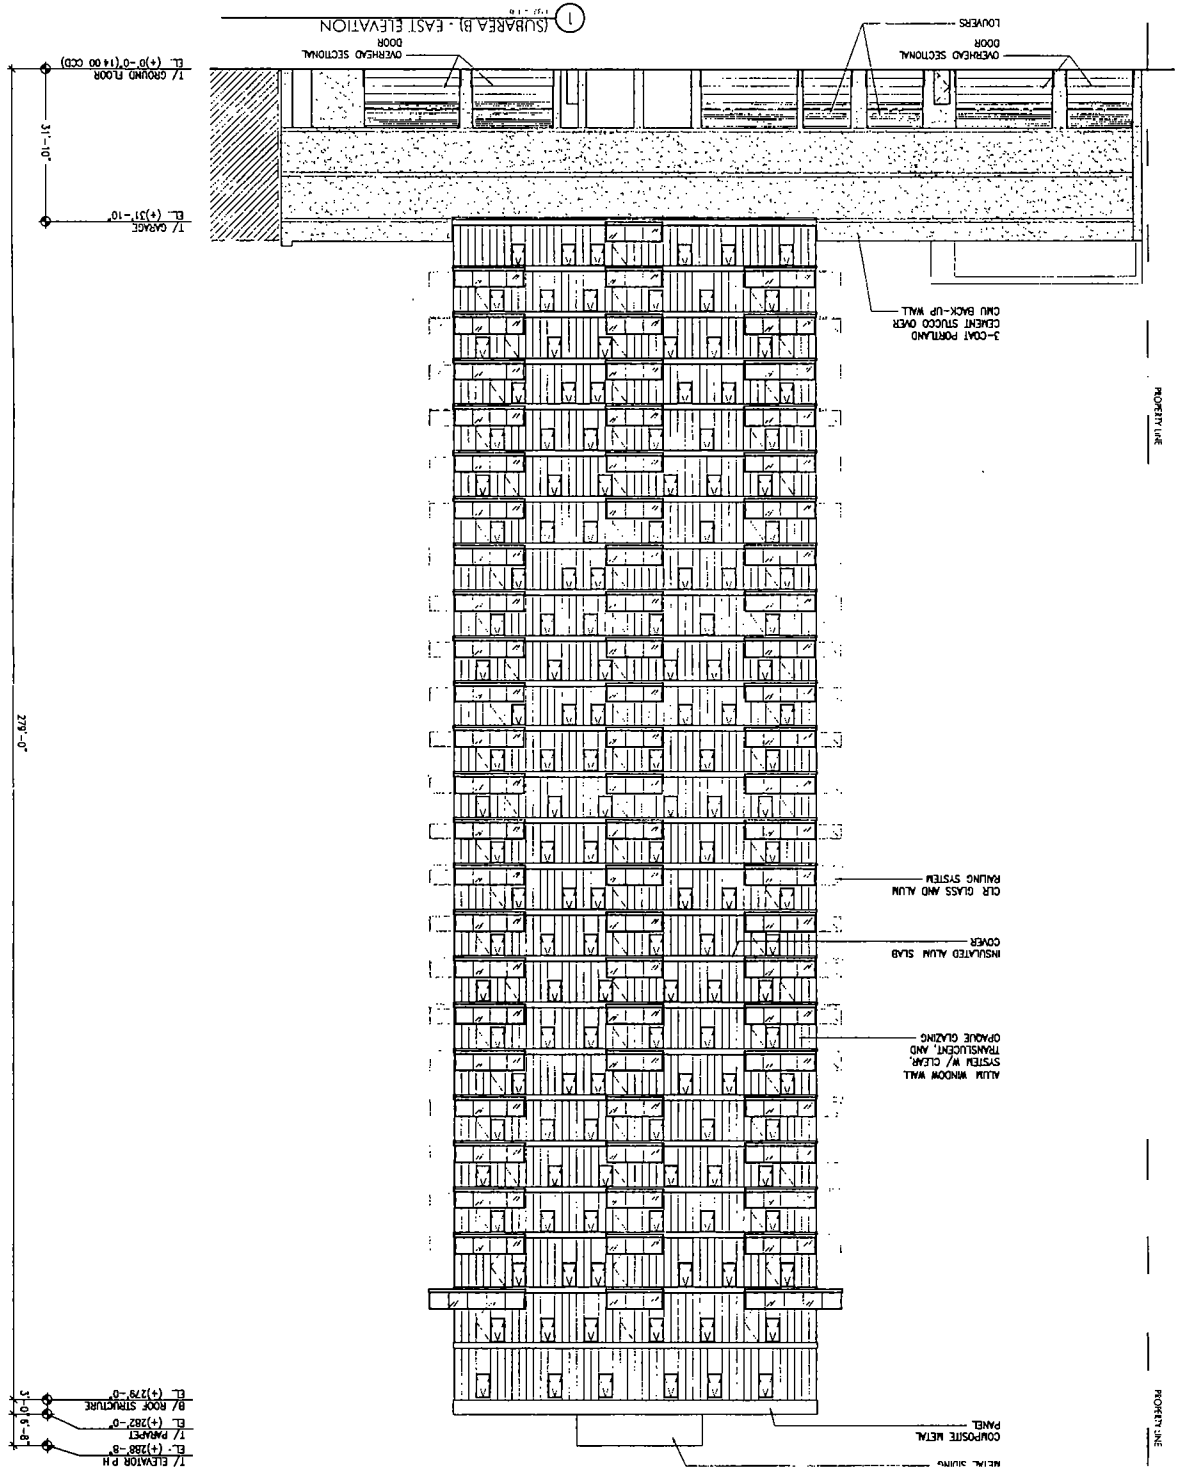 METAL SIDING
COMPOSITE METAL
PANEL
T/ ELEVATOR P H
EL. (+)288'-8"
T/ PARAPET
EL. (+)282'-0"
B/ ROOF STRUCTURE
EL. (+)279'-0"
6'-8"
3'-0"
279'-0"
PROPERTY LINE
ALUM WINDOW WALL
SYSTEM W/ CLEAR,
TRANSLUCENT, AND
OPAQUE GLAZING
INSULATED ALUM SLAB
COVER
CLR GLASS AND ALUM
RAILING SYSTEM
PROPERTY LINE
3-COAT PORTLAND
CEMENT STUCCO OVER
CMU BACK-UP WALL
T/ GARAGE
EL. (+)31'-10"
31'-10"
T/ GROUND FLOOR
EL. (+)0'-0"(14 00 CCD)
OVERHEAD SECTIONAL
DOOR
LOUVERS
OVERHEAD SECTIONAL
DOOR
1
(SUBAREA B) - EAST ELEVATION